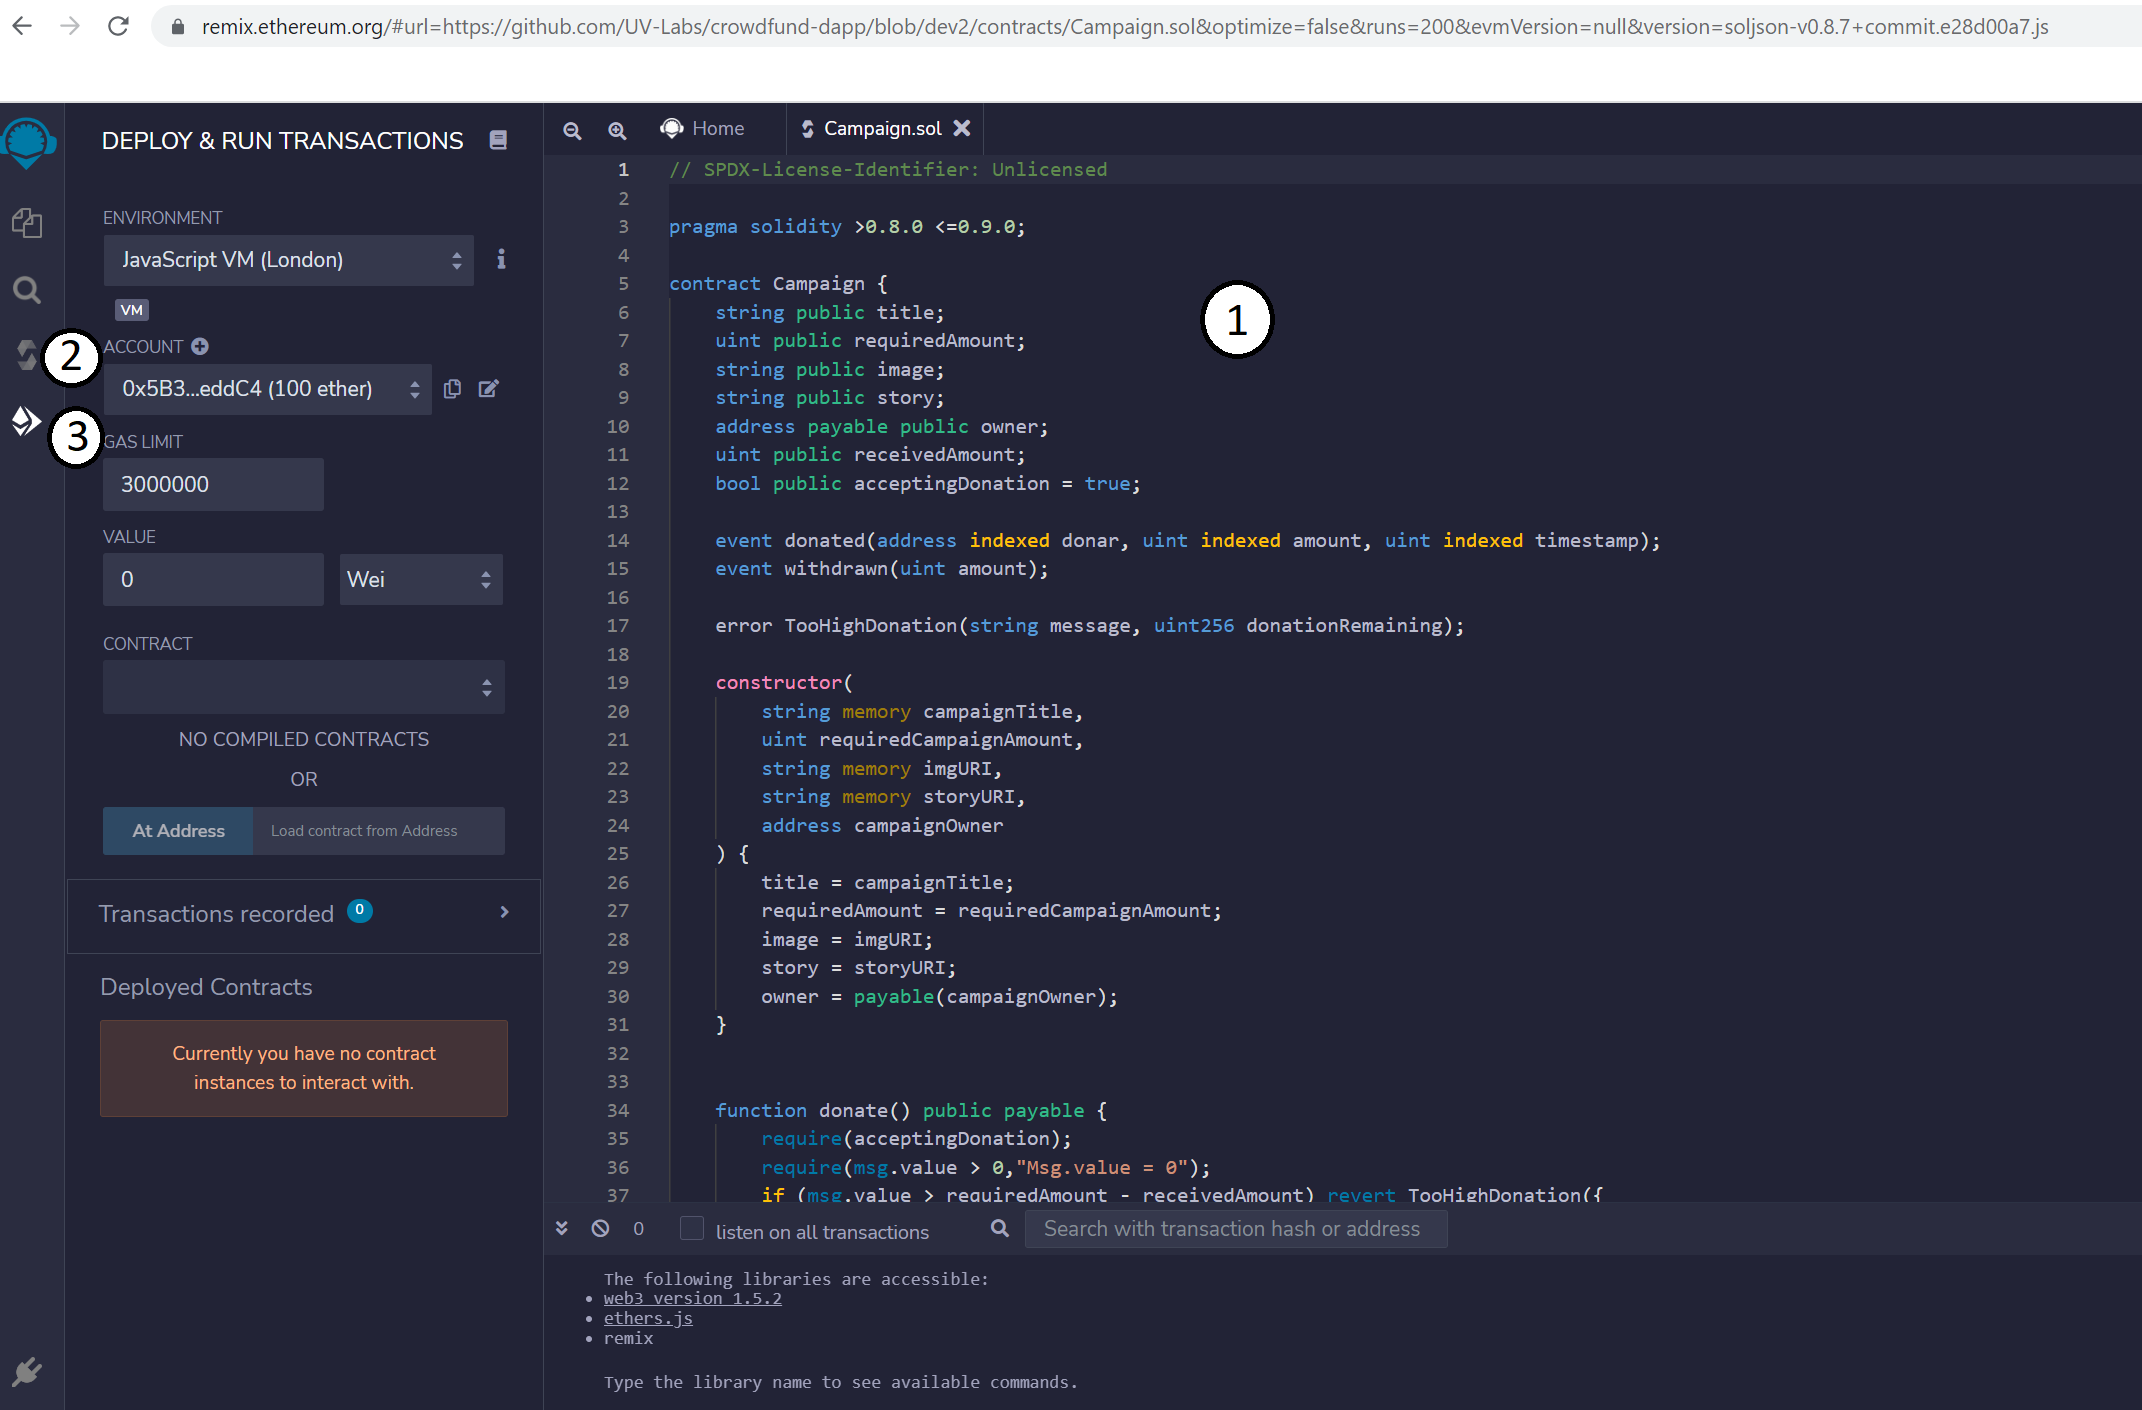 remix.ethereum.org/#url=https://github.com/UV-Labs/crowdfund-dapp/blob/dev2/contracts/Campaign.sol&optimize=false&runs=200&evmVersion=null&version=soljson-v0.8.7+commit.e28d00a7.js
DEPLOY & RUN TRANSACTIONS
ENVIRONMENT
JavaScript VM (London)
VM
2
ACCOUNT
0x5B3...eddC4 (100 ether)
3
GAS LIMIT
3000000
VALUE
0
Wei
CONTRACT
NO COMPILED CONTRACTS
OR
At Address
Load contract from Address
Transactions recorded 0
Deployed Contracts
Currently you have no contract
instances to interact with.
Home
Campaign.sol
1 // SPDX-License-Identifier: Unlicensed
2
3 pragma solidity >0.8.0 <=0.9.0;
4
5 contract Campaign {
6 string public title;
1
7 uint public requiredAmount;
8 string public image;
9 string public story;
10 address payable public owner;
11 uint public receivedAmount;
12 bool public acceptingDonation = true;
13
14 event donated(address indexed donar, uint indexed amount, uint indexed timestamp);
15 event withdrawn(uint amount);
16
17 error TooHighDonation(string message, uint256 donationRemaining);
18
19 constructor(
20 string memory campaignTitle,
21 uint requiredCampaignAmount,
22 string memory imgURI,
23 string memory storyURI,
24 address campaignOwner
25 ) {
26 title = campaignTitle;
27 requiredAmount = requiredCampaignAmount;
28 image = imgURI;
29 story = storyURI;
30 owner = payable(campaignOwner);
31 }
32
33
34 function donate() public payable {
35 require(acceptingDonation);
36 require(msg.value > 0,"Msg.value = 0");
37 if (msg.value > requiredAmount - receivedAmount) revert TooHighDonation({
0
listen on all transactions
Search with transaction hash or address
The following libraries are accessible:
• web3 version 1.5.2
• ethers.js
• remix
Type the library name to see available commands.